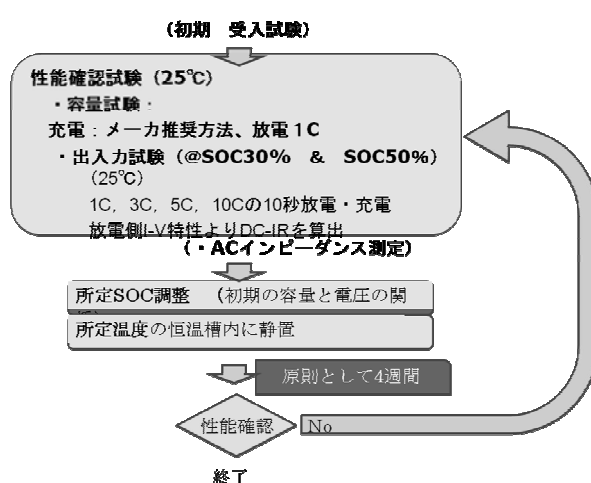 (初期　受入試験)
性能確認試験（25℃）
・容量試験・
充電：メーカ推奨方法、放電１C
・出入力試験（@SOC30%　&　SOC50%）
（25℃）
1C，3C，5C，10Cの10秒放電・充電
放電側I-V特性よりDC-IRを算出
(・ACインピーダンス測定)
所定SOC調整　（初期の容量と電圧の関
所定温度の恒温槽内に静置
原則として4週間
性能確認
No
終了